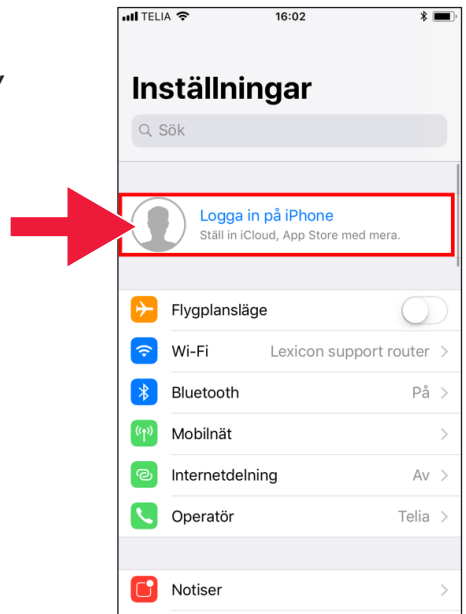 TELIA 16:02
Inställningar
Sök
Logga in på iPhone
Ställ in iCloud, App Store med mera.
Flygplansläge
Wi-Fi Lexicon support router
Bluetooth På
Mobilnät
Internetdelning Av
Operatör Telia
Notiser